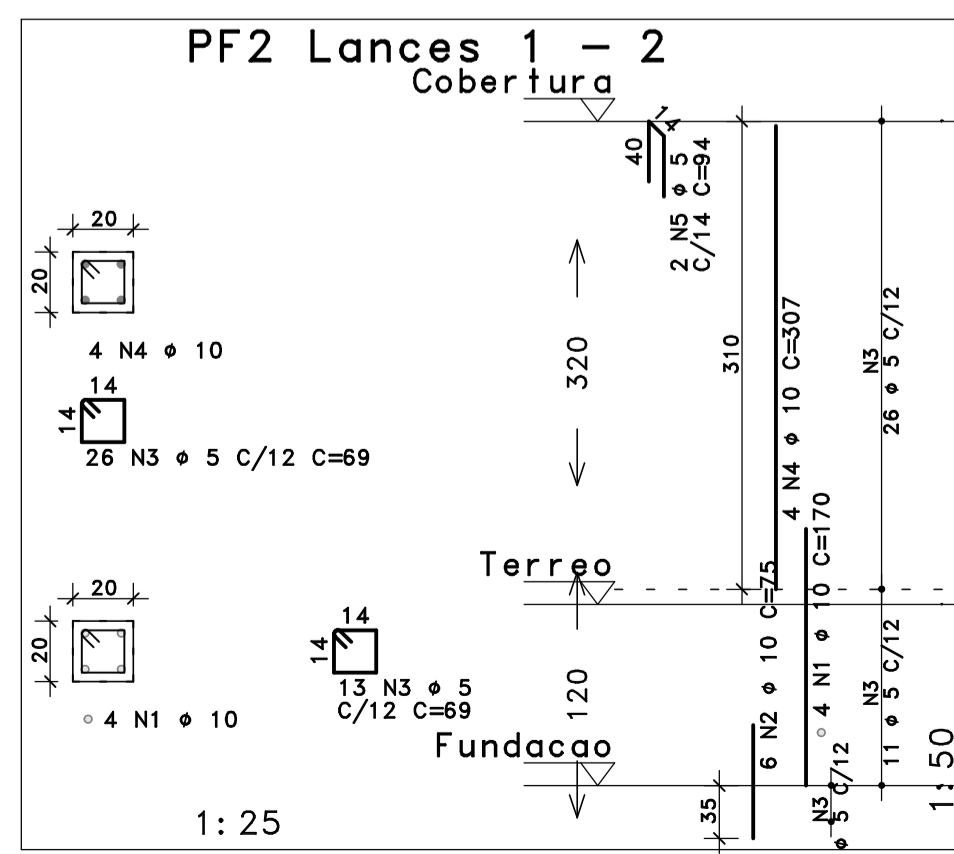 PF2 Lances 1 - 2
Cobertura
14
40
2 N5 ø 5
C/14 C=94
20
20
4 N4 ø 10
14
14
26 N3 ø 5 C/12 C=69
320
310
4 N4 ø 10 C=307
N3
26 ø 5 C/12
Terreo
20
20
4 N1 ø 10
14
14
13 N3 ø 5
C/12 C=69
120
6 N2 ø 10 C=75
4 N1 ø 10 C=170
N3
11 ø 5 C/12
Fundacao
35
N3
ø 5 C/12
1:25
1:50